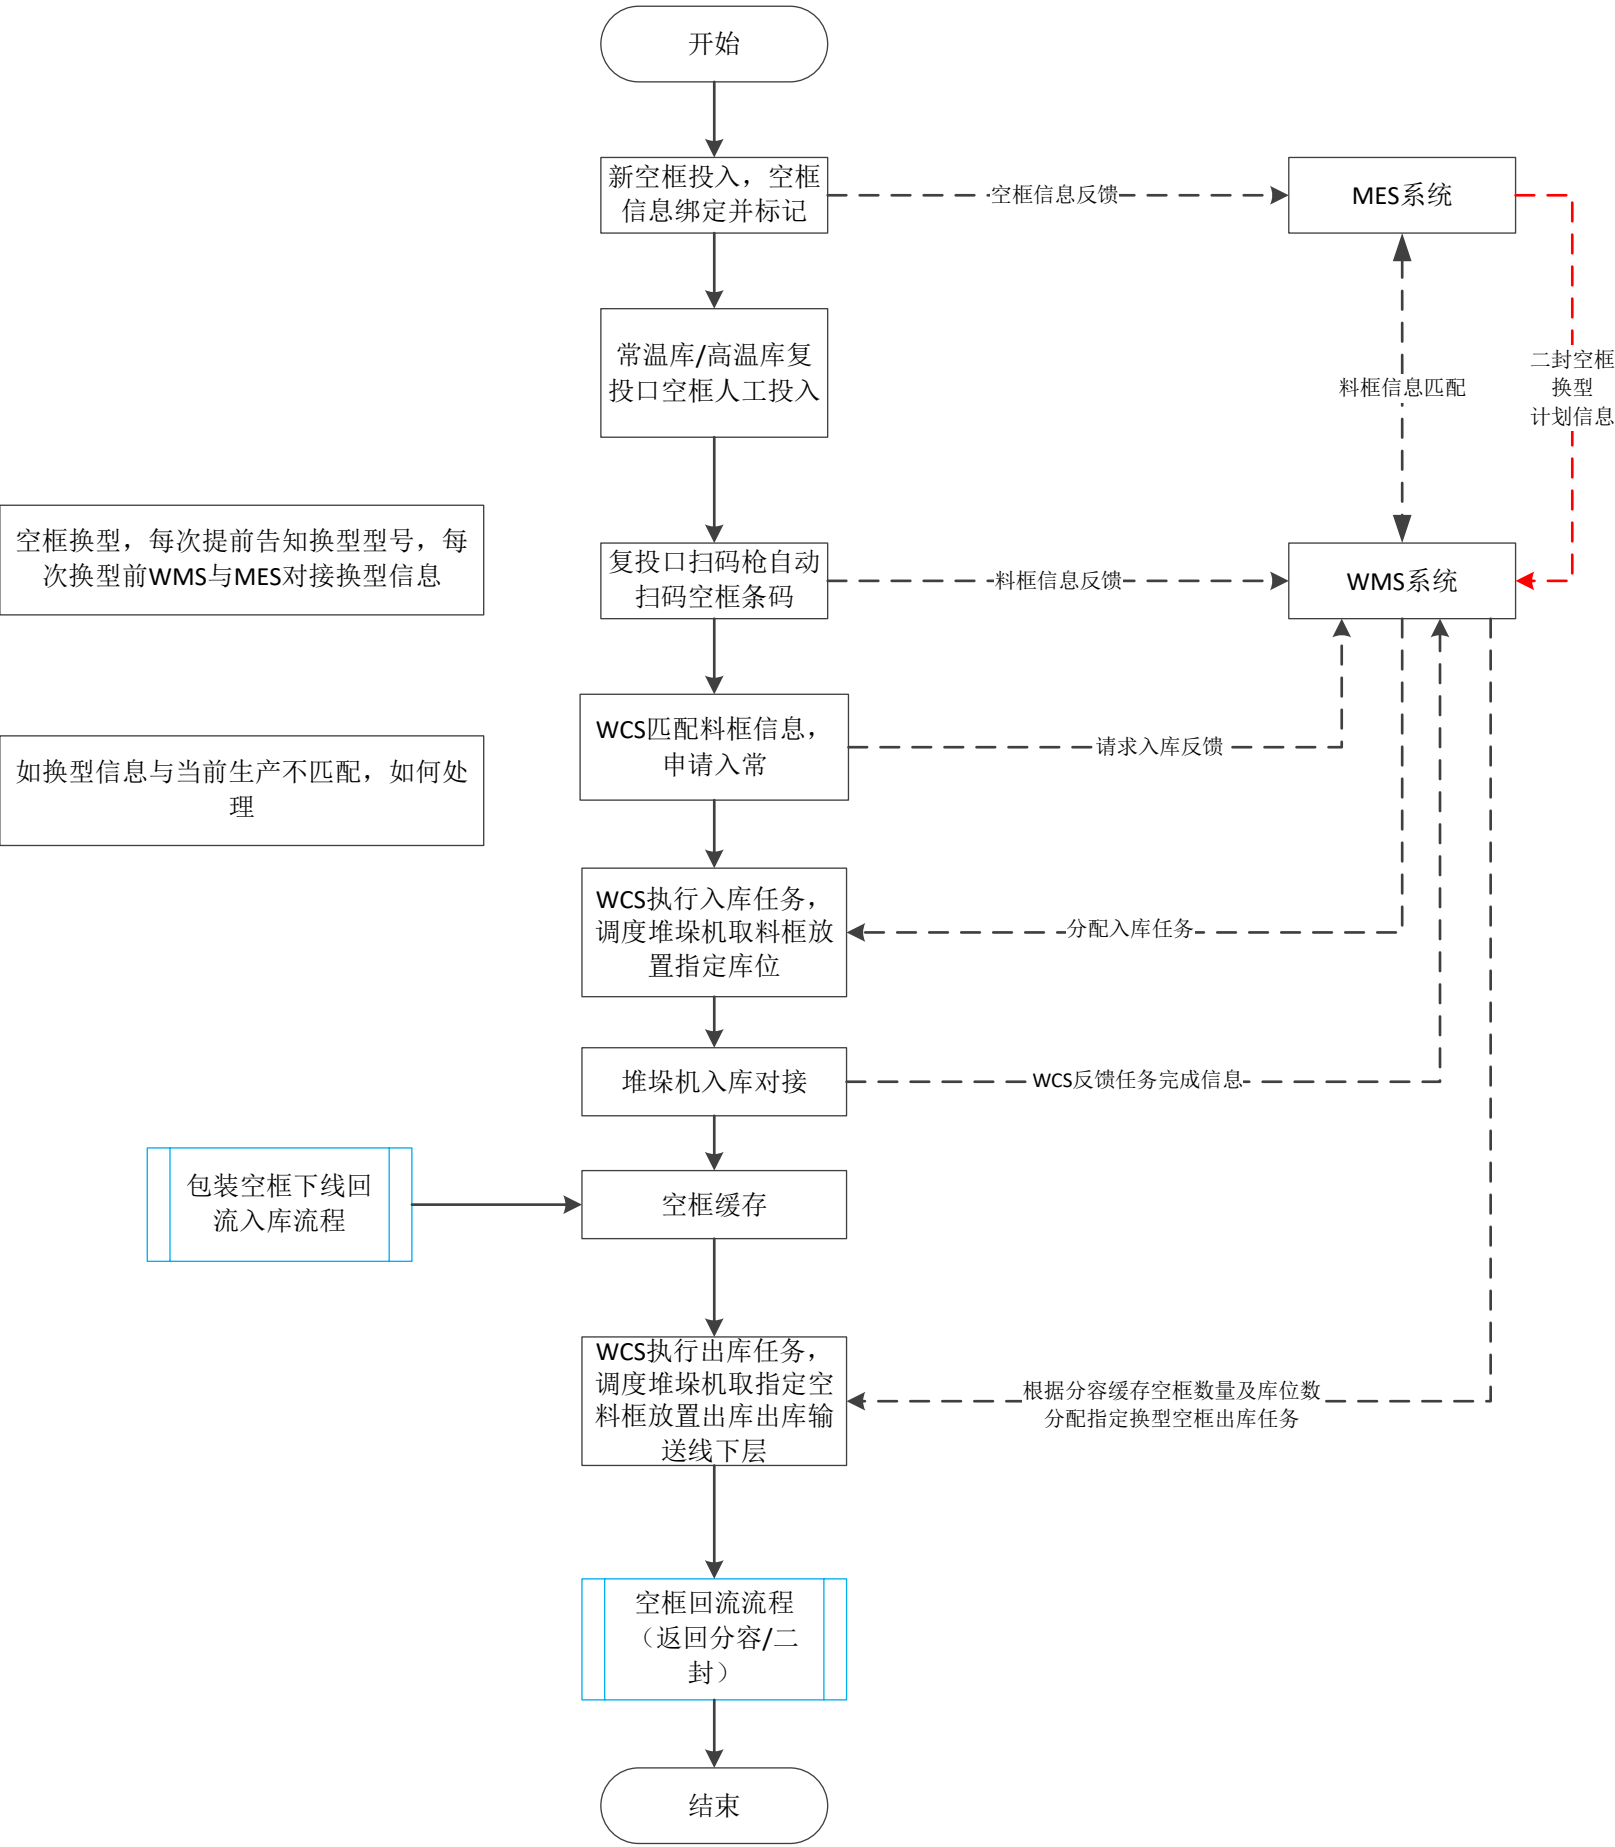 开始
新空框投入，空框
信息绑定并标记
空框信息反馈
MES系统
常温库/高温库复
投口空框人工投入
料框信息匹配
二封空框
换型
计划信息
空框换型，每次提前告知换型型号，每
次换型前WMS与MES对接换型信息
复投口扫码枪自动
扫码空框条码
料框信息反馈
WMS系统
WCS匹配料框信息，
申请入常
请求入库反馈
如换型信息与当前生产不匹配，如何处
理
WCS执行入库任务，
调度堆垛机取料框放
置指定库位
分配入库任务
堆垛机入库对接
WCS反馈任务完成信息
包装空框下线回
流入库流程
空框缓存
WCS执行出库任务，
调度堆垛机取指定空
料框放置出库出库输
送线下层
根据分容缓存空框数量及库位数
分配指定换型空框出库任务
空框回流流程
（返回分容/二
封）
结束